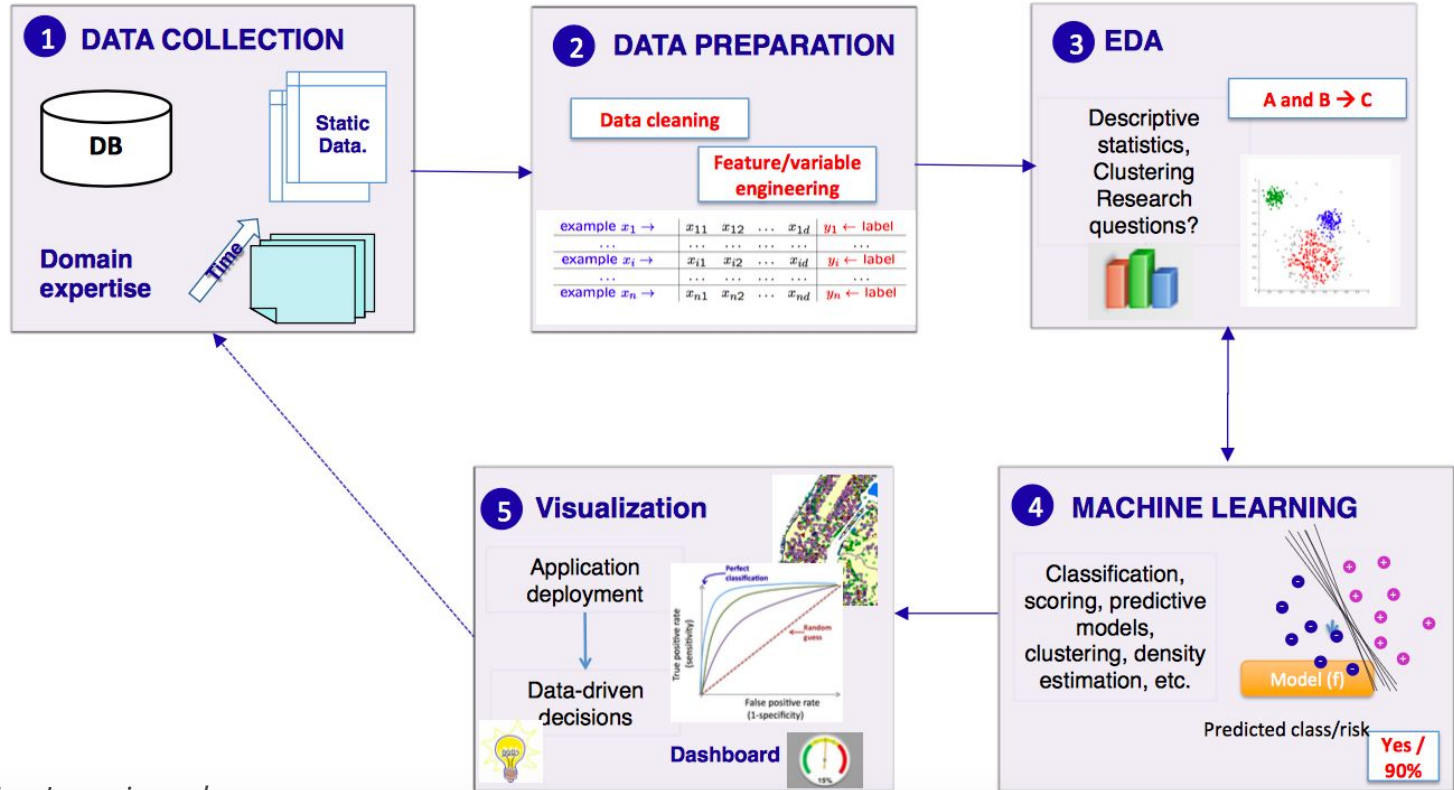 1 DATA COLLECTION
DB
Static
Data.
Domain
expertise
Time
2 DATA PREPARATION
Data cleaning
Feature/variable
engineering
example x₁ → x₁₁ x₁₂ … x₁d y₁ ← label
… … … … … …
example xᵢ → xᵢ₁ xᵢ₂ … xid yᵢ ← label
… … … … … …
example xₙ → xₙ₁ xₙ₂ … xnd yₙ ← label
3 EDA
A and B → C
Descriptive
statistics,
Clustering
Research
questions?
4 MACHINE LEARNING
Classification,
scoring, predictive
models,
clustering, density
estimation, etc.
Model (f)
Predicted class/risk
Yes /
90%
5 Visualization
Application
deployment
Data-driven
decisions
Perfect
classification
Random
guess
True positive rate
(sensitivity)
False positive rate
(1-specificity)
Dashboard
15%